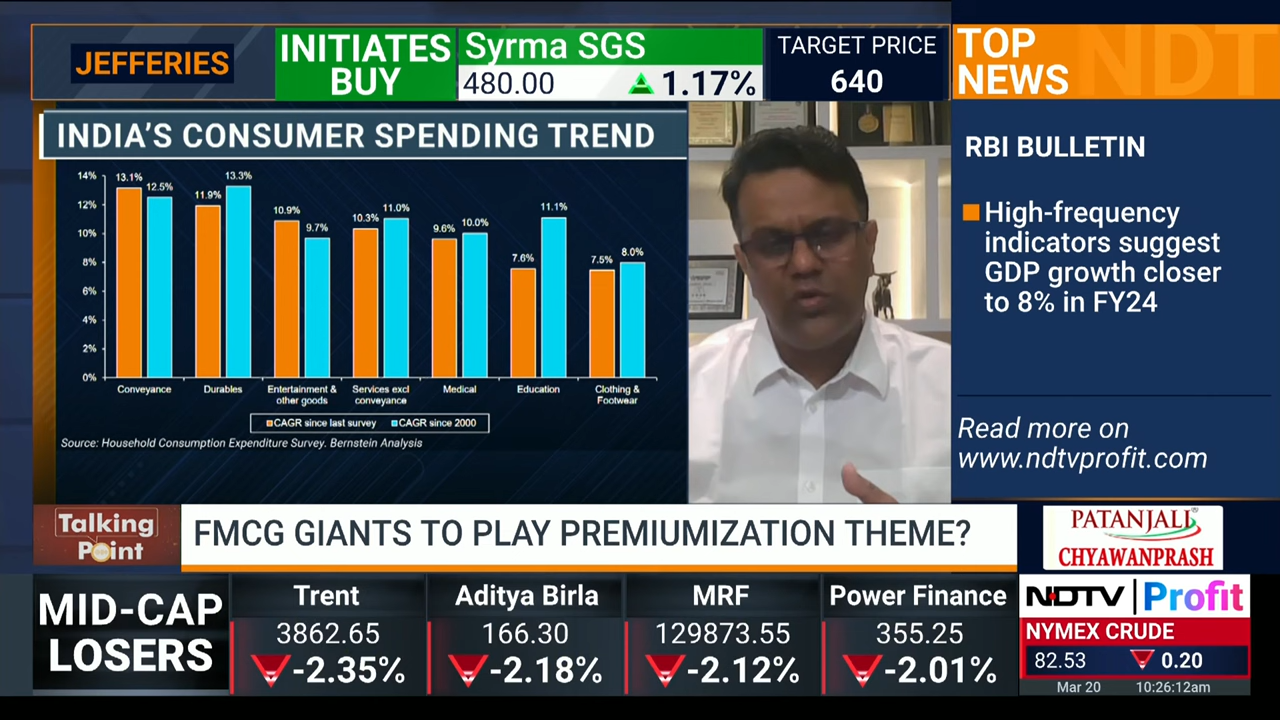 JEFFERIES
INITIATES
BUY
Syrma SGS
480.00 1.17%
TARGET PRICE
640
TOP
NEWS
INDIA'S CONSUMER SPENDING TREND
14%
12%
10%
8%
6%
4%
2%
0%
13.1% 12.5%
11.9% 13.3%
10.9% 9.7%
10.3% 11.0%
9.6% 10.0%
7.6% 11.1%
7.5% 8.0%
Conveyance
Durables
Entertainment &
other goods
Services excl
conveyance
Medical
Education
Clothing &
Footwear
CAGR since last survey CAGR since 2000
Source: Household Consumption Expenditure Survey. Bernstein Analysis
RBI BULLETIN
High-frequency
indicators suggest
GDP growth closer
to 8% in FY24
Read more on
www.ndtvprofit.com
Talking
Point
FMCG GIANTS TO PLAY PREMIUMIZATION THEME?
PATANJALI
CHYAWANPRASH
MID-CAP
LOSERS
Trent
3862.65
-2.35%
Aditya Birla
166.30
-2.18%
MRF
129873.55
-2.12%
Power Finance
355.25
-2.01%
NDTV Profit
NYMEX CRUDE
82.53 0.20
Mar 20 10:26:12am